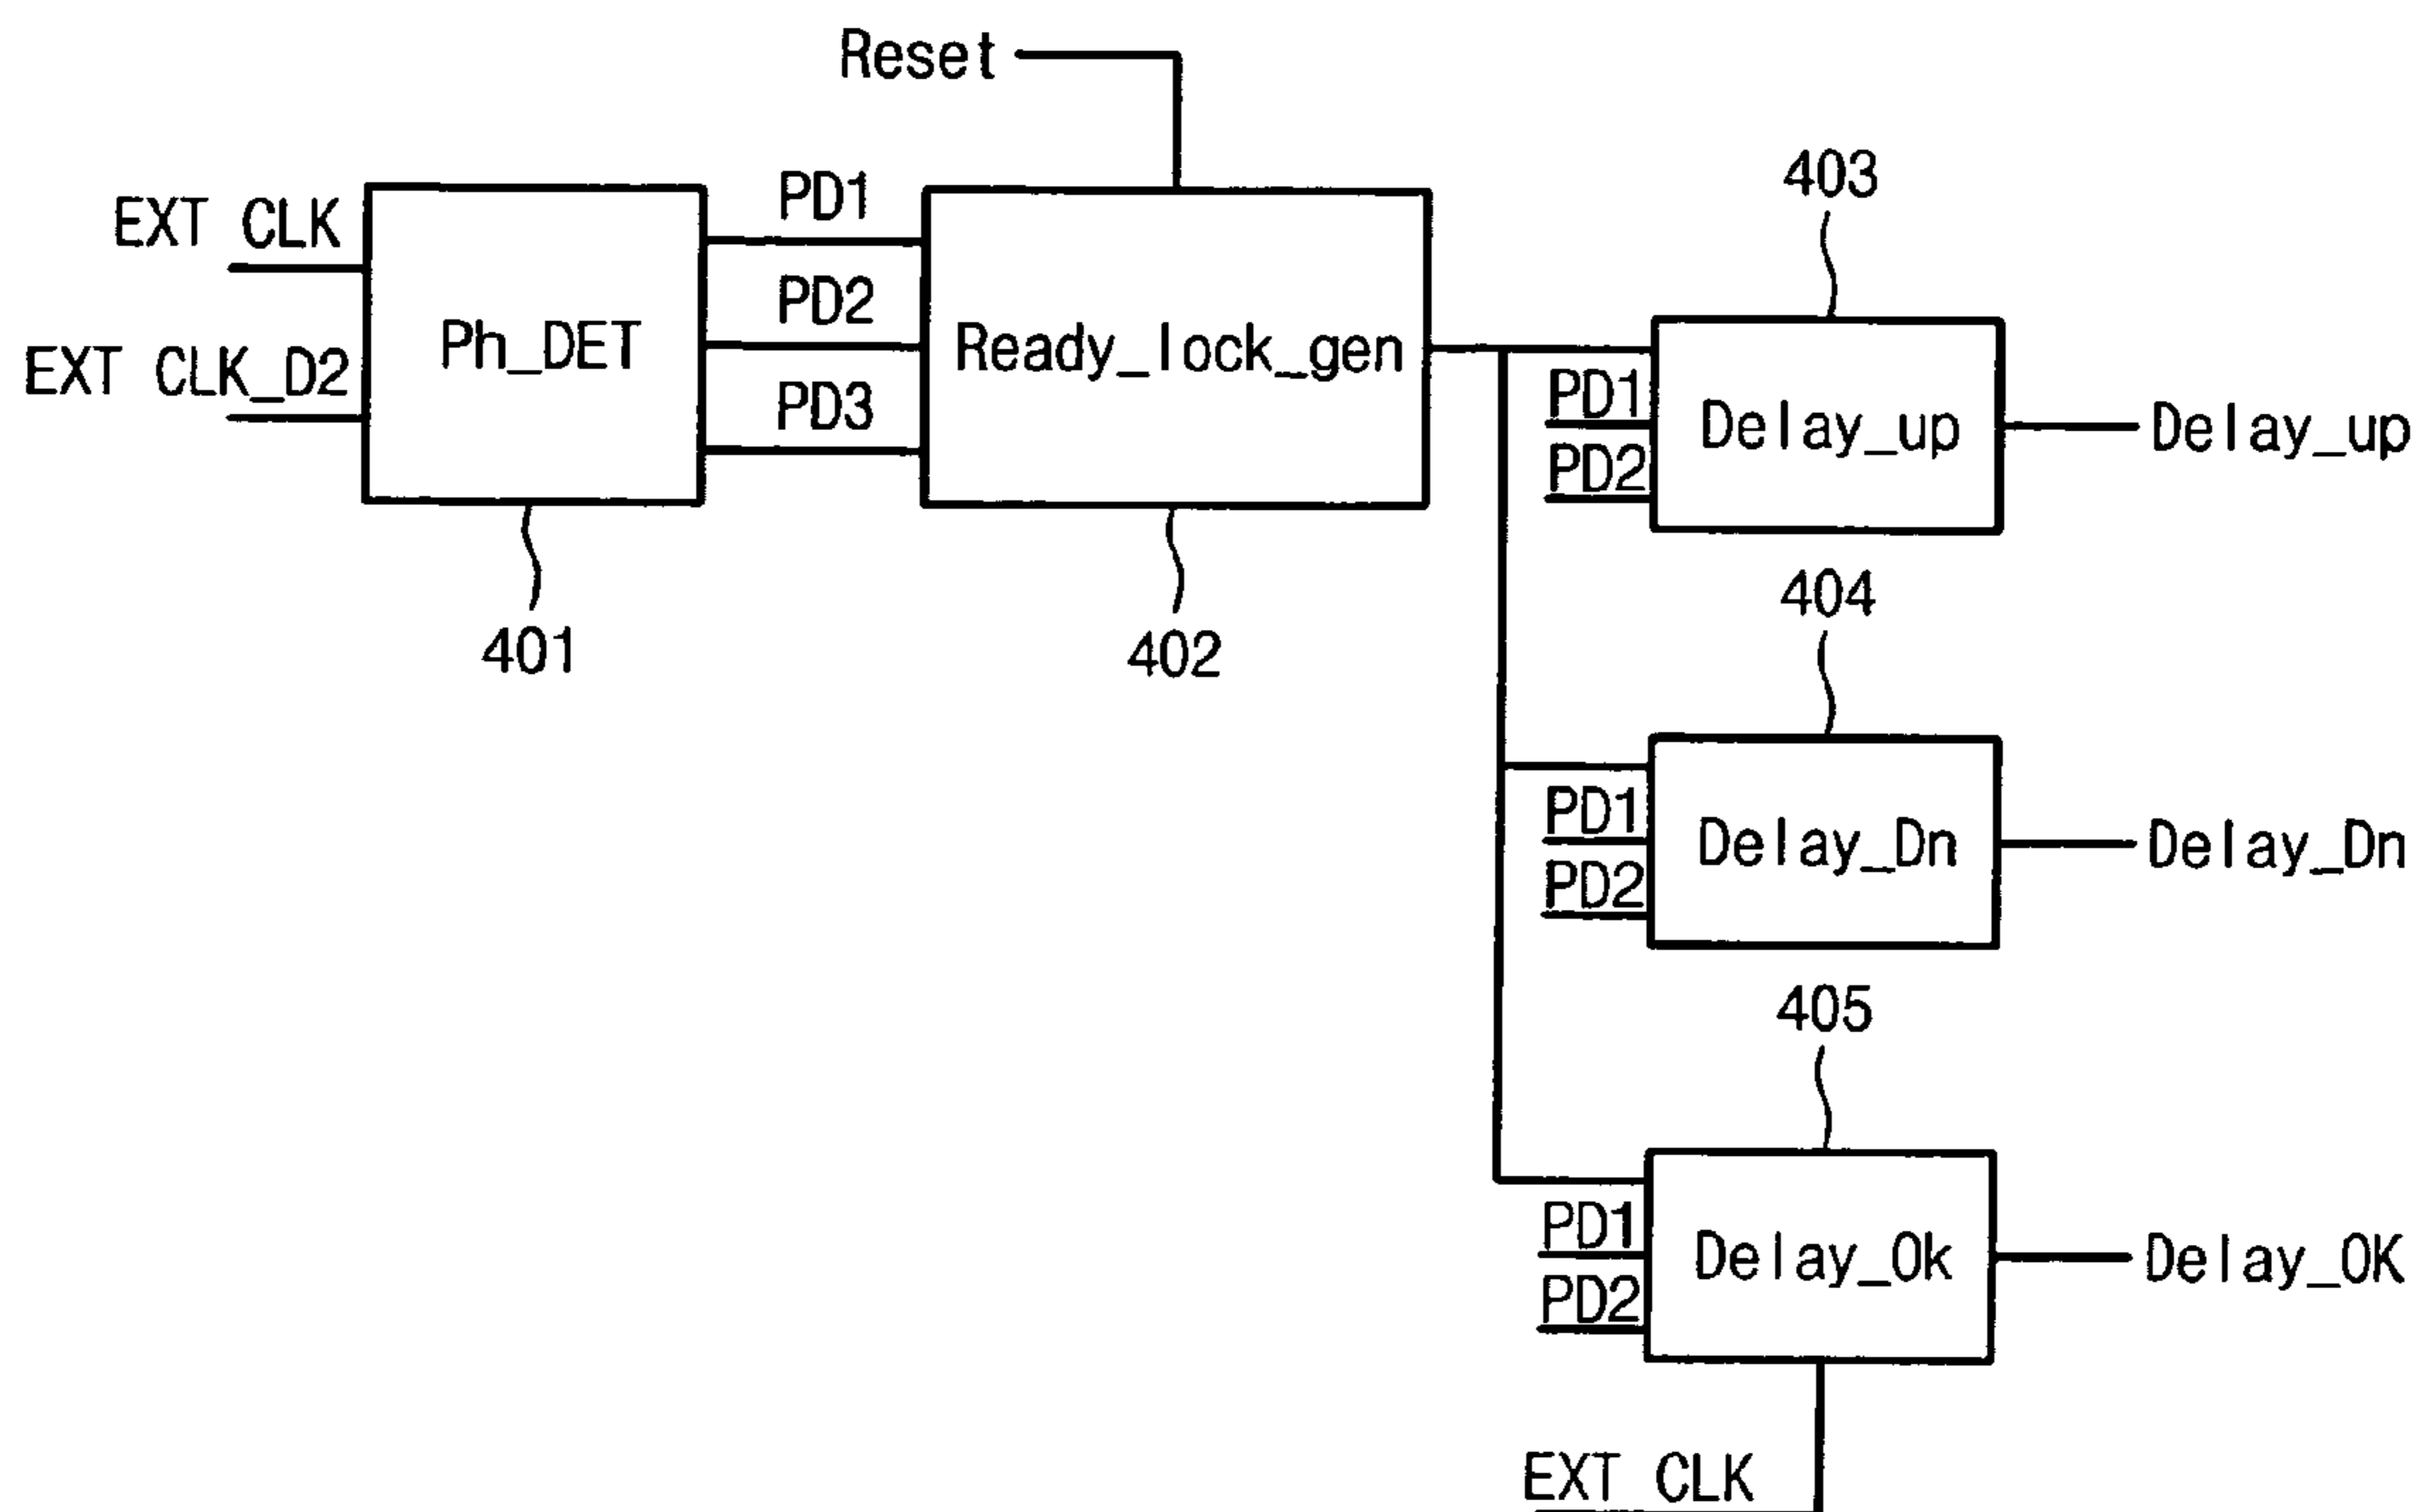 Reset
EXT CLK
EXT CLK_D2
Ph_DET
401
PD1
PD2
PD3
Ready_lock_gen
402
403
PD1
PD2
Delay_up
Delay_up
404
PD1
PD2
Delay_Dn
Delay_Dn
405
PD1
PD2
Delay_Ok
Delay_OK
EXT CLK